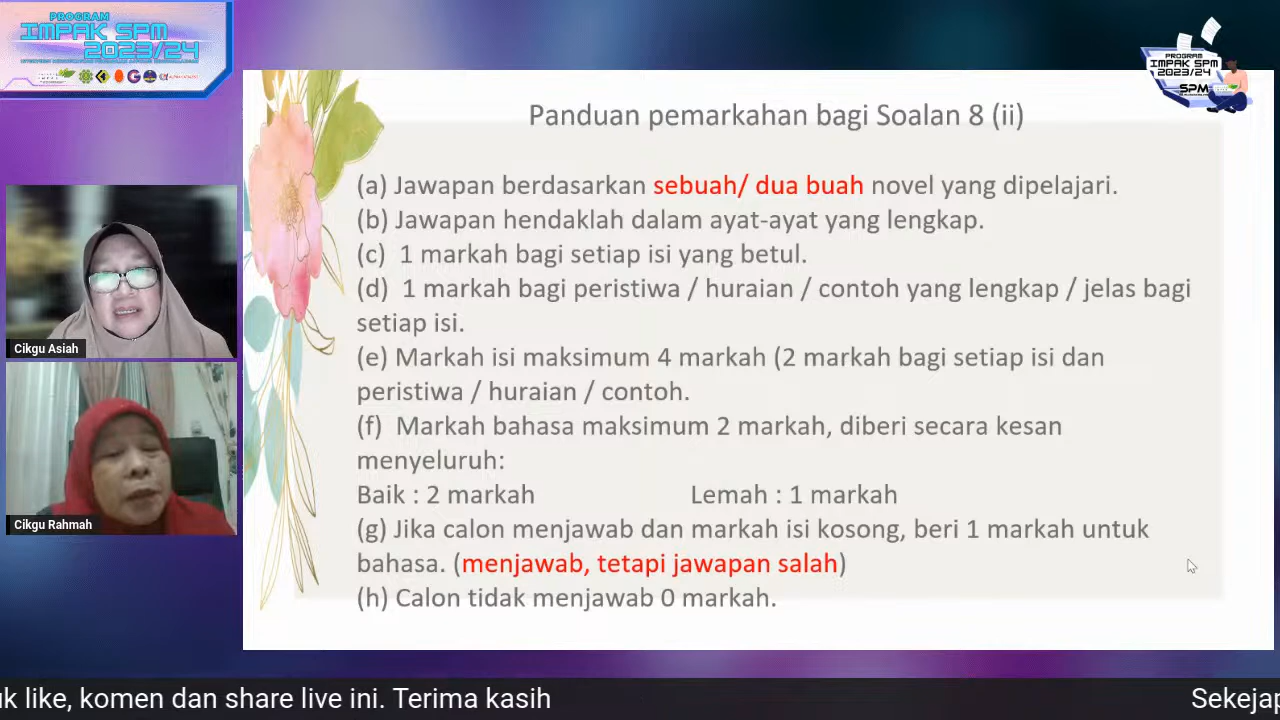 PROGRAM
IMPAK SPM
2023/24
PROGRAM
IMPAK SPM
2023/24
SPM
Panduan pemarkahan bagi Soalan 8 (ii)
(a) Jawapan berdasarkan sebuah/ dua buah novel yang dipelajari.
(b) Jawapan hendaklah dalam ayat-ayat yang lengkap.
(c) 1 markah bagi setiap isi yang betul.
(d) 1 markah bagi peristiwa / huraian / contoh yang lengkap / jelas bagi
setiap isi.
(e) Markah isi maksimum 4 markah (2 markah bagi setiap isi dan
peristiwa / huraian / contoh.
(f) Markah bahasa maksimum 2 markah, diberi secara kesan
menyeluruh:
Baik : 2 markah Lemah : 1 markah
(g) Jika calon menjawab dan markah isi kosong, beri 1 markah untuk
bahasa. (menjawab, tetapi jawapan salah)
(h) Calon tidak menjawab 0 markah.
Cikgu Asiah
Cikgu Rahmah
uk like, komen dan share live ini. Terima kasih
Sekejap